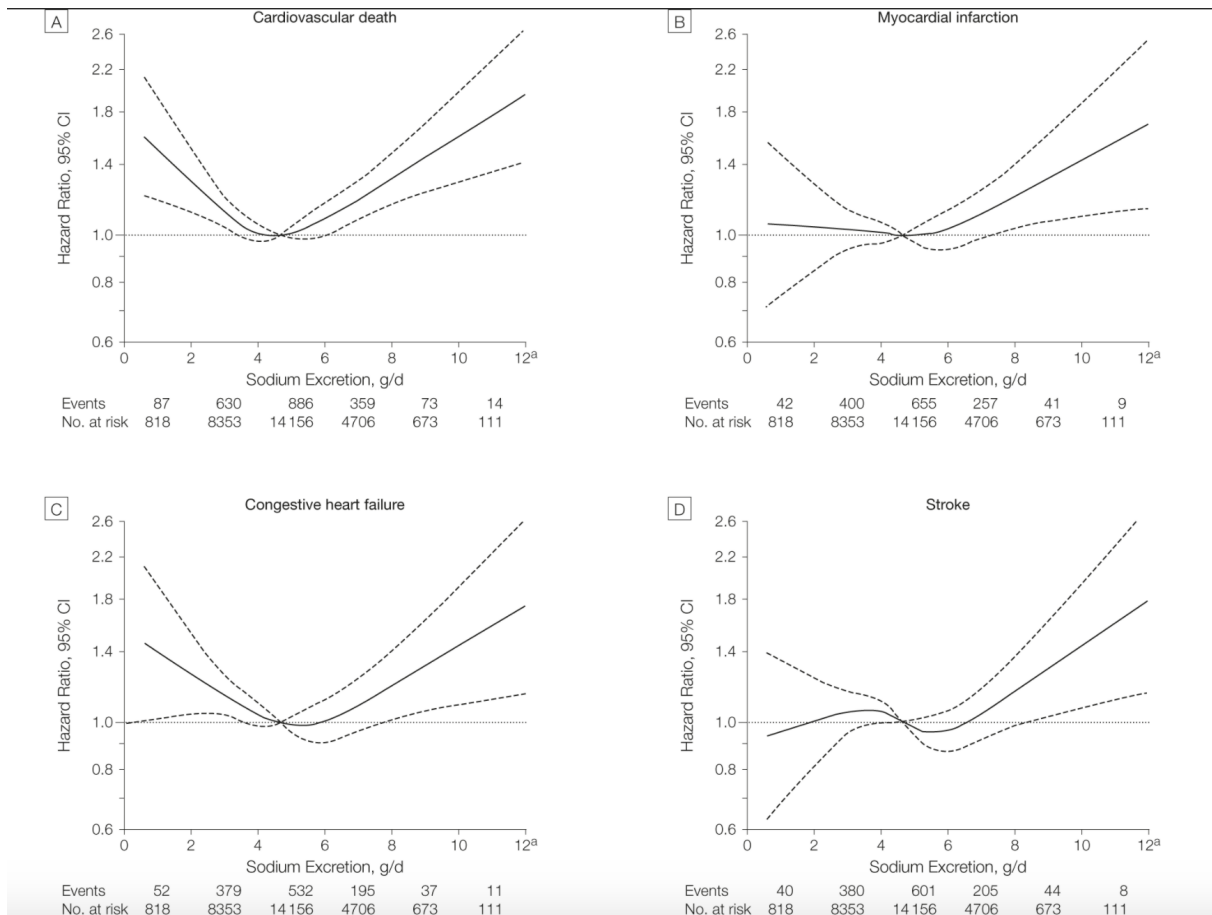 A Cardiovascular death
2.6
2.2
1.8
1.4
1.0
0.8
0.6
Hazard Ratio, 95% CI
0 2 4 6 8 10 12a
Sodium Excretion, g/d
Events 87 630 886 359 73 14
No. at risk 818 8353 14 156 4706 673 111
B Myocardial infarction
2.6
2.2
1.8
1.4
1.0
0.8
0.6
Hazard Ratio, 95% CI
0 2 4 6 8 10 12a
Sodium Excretion, g/d
Events 42 400 655 257 41 9
No. at risk 818 8353 14 156 4706 673 111
C Congestive heart failure
2.6
2.2
1.8
1.4
1.0
0.8
0.6
Hazard Ratio, 95% CI
0 2 4 6 8 10 12a
Sodium Excretion, g/d
Events 52 379 532 195 37 11
No. at risk 818 8353 14 156 4706 673 111
D Stroke
2.6
2.2
1.8
1.4
1.0
0.8
0.6
Hazard Ratio, 95% CI
0 2 4 6 8 10 12a
Sodium Excretion, g/d
Events 40 380 601 205 44 8
No. at risk 818 8353 14 156 4706 673 111